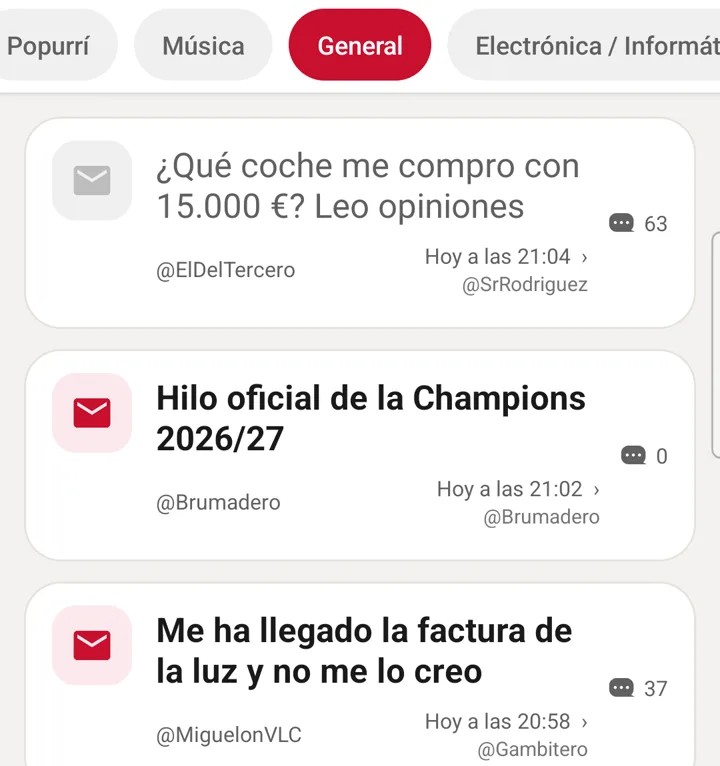 Popurrí Música General Electrónica / Informát
¿Qué coche me compro con
15.000 €? Leo opiniones
63
@ElDelTercero
Hoy a las 21:04 ›
@SrRodriguez
Hilo oficial de la Champions
2026/27
0
@Brumadero
Hoy a las 21:02 ›
@Brumadero
Me ha llegado la factura de
la luz y no me lo creo
37
@MiguelonVLC
Hoy a las 20:58 ›
@Gambitero